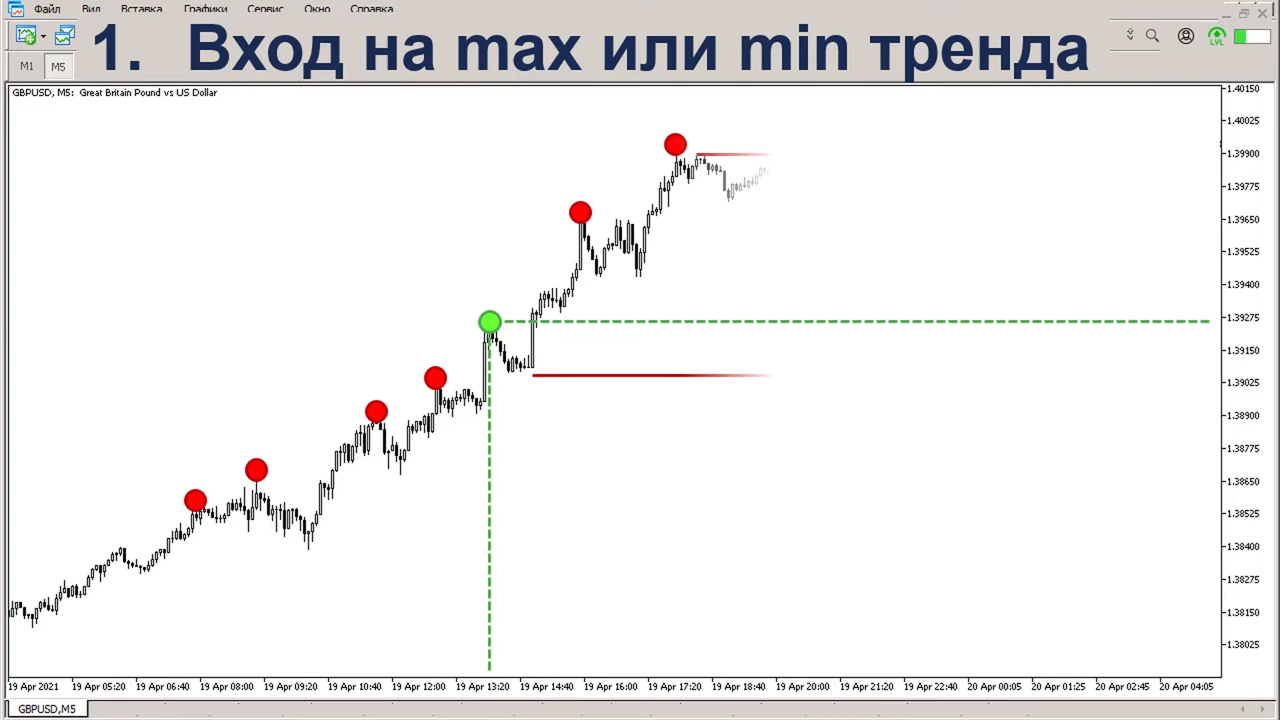 Файл Вид Вставка Графики Сервис Окно Справка
1. Вход на max или min тренда
LVL
M1 M5
GBPUSD, M5: Great Britain Pound vs US Dollar
1.40150
1.40025
1.39900
1.39775
1.39650
1.39525
1.39400
1.39275
1.39150
1.39025
1.38900
1.38775
1.38650
1.38525
1.38400
1.38275
1.38150
1.38025
19 Apr 2021 19 Apr 05:20 19 Apr 06:40 19 Apr 08:00 19 Apr 09:20 19 Apr 10:40 19 Apr 12:00 19 Apr 13:20 19 Apr 14:40 19 Apr 16:00 19 Apr 17:20 19 Apr 18:40 19 Apr 20:00 19 Apr 21:20 19 Apr 22:40 20 Apr 00:05 20 Apr 01:25 20 Apr 02:45 20 Apr 04:05
GBPUSD,M5